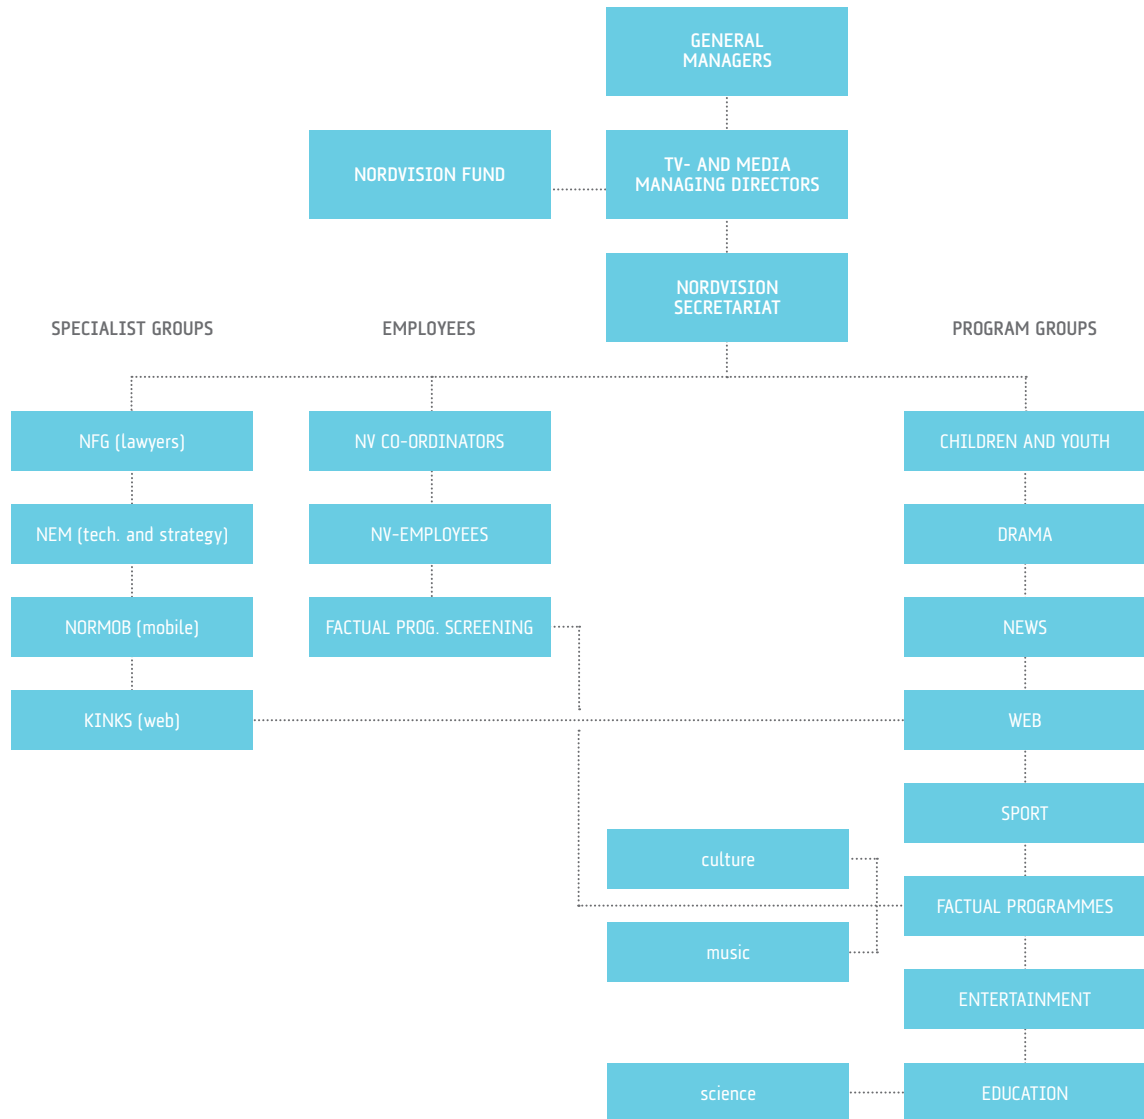 GENERAL
MANAGERS
NORDVISION FUND
TV- AND MEDIA
MANAGING DIRECTORS
NORDVISION
SECRETARIAT
SPECIALIST GROUPS
EMPLOYEES
PROGRAM GROUPS
NFG (lawyers)
NV CO-ORDINATORS
CHILDREN AND YOUTH
NEM (tech. and strategy)
NV-EMPLOYEES
DRAMA
NORMOB (mobile)
FACTUAL PROG. SCREENING
NEWS
KINKS (web)
WEB
SPORT
culture
FACTUAL PROGRAMMES
music
ENTERTAINMENT
science
EDUCATION